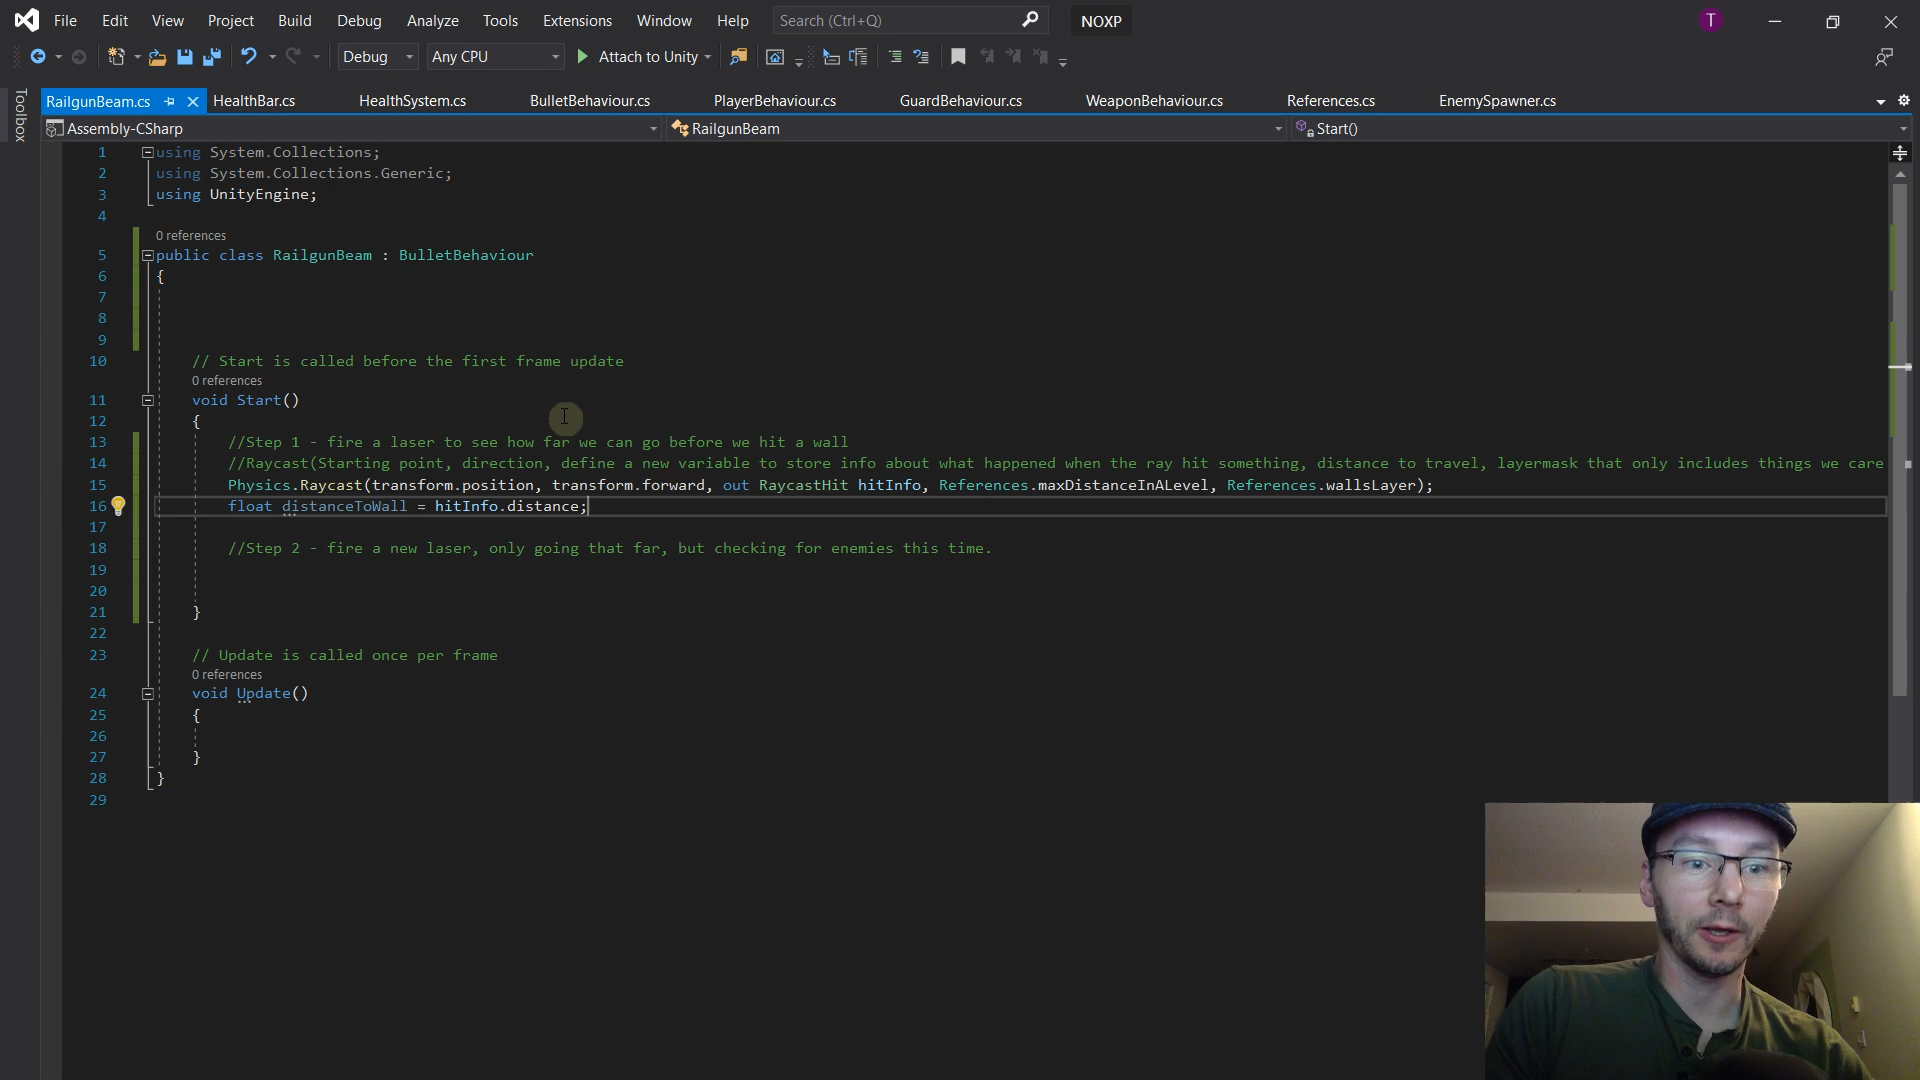 File Edit View Project Build Debug Analyze Tools Extensions Window Help Search (Ctrl+Q) NOXP T
Debug Any CPU Attach to Unity
Toolbox
RailgunBeam.cs HealthBar.cs HealthSystem.cs BulletBehaviour.cs PlayerBehaviour.cs GuardBehaviour.cs WeaponBehaviour.cs References.cs EnemySpawner.cs
Assembly-CSharp RailgunBeam Start()
1 using System.Collections;
2 using System.Collections.Generic;
3 using UnityEngine;
4
0 references
5 public class RailgunBeam : BulletBehaviour
6 {
7
8
9
10 // Start is called before the first frame update
0 references
11 void Start()
12 {
13 //Step 1 - fire a laser to see how far we can go before we hit a wall
14 //Raycast(Starting point, direction, define a new variable to store info about what happened when the ray hit something, distance to travel, layermask that only includes things we care
15 Physics.Raycast(transform.position, transform.forward, out RaycastHit hitInfo, References.maxDistanceInALevel, References.wallsLayer);
16 float distanceToWall = hitInfo.distance;
17
18 //Step 2 - fire a new laser, only going that far, but checking for enemies this time.
19
20
21 }
22
23 // Update is called once per frame
0 references
24 void Update()
25 {
26
27 }
28 }
29